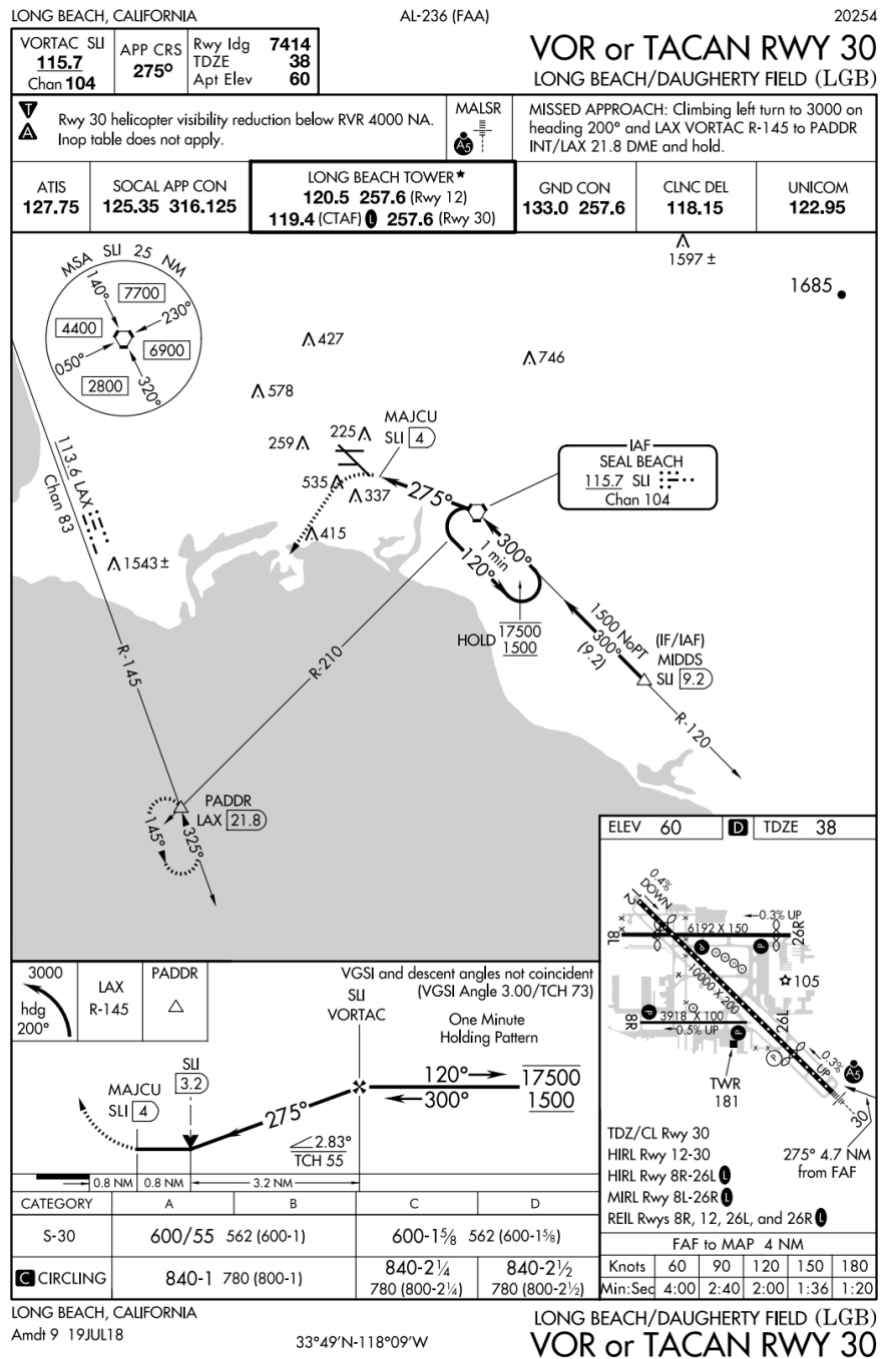 LONG BEACH, CALIFORNIA
AL-236 (FAA)
20254
VORTAC SLI
115.7
Chan 104
APP CRS
275°
Rwy Idg 7414
TDZE 38
Apt Elev 60
VOR or TACAN RWY 30
LONG BEACH/DAUGHERTY FIELD (LGB)
T
A
Rwy 30 helicopter visibility reduction below RVR 4000 NA.
Inop table does not apply.
MALSR
A5
MISSED APPROACH: Climbing left turn to 3000 on
heading 200° and LAX VORTAC R-145 to PADDR
INT/LAX 21.8 DME and hold.
ATIS
127.75
SOCAL APP CON
125.35 316.125
LONG BEACH TOWER★
120.5 257.6 (Rwy 12)
119.4 (CTAF) L 257.6 (Rwy 30)
GND CON
133.0 257.6
CLNC DEL
118.15
UNICOM
122.95
1597 ±
1685
MSA SLI 25 NM
140°
7700
230°
4400
6900
050°
2800
320°
427
746
578
MAJCU
SLI 4
259
225
535
337
415
275°
IAF
SEAL BEACH
115.7 SLI
Chan 104
113.6 LAX
Chan 83
1543 ±
300°
1 min
120°
HOLD
17500
1500
1500 NoPT
300°
(9.2)
(IF/IAF)
MIDDS
SLI 9.2
R-120
R-210
R-145
PADDR
LAX 21.8
145°
325°
ELEV 60
D
TDZE 38
0.4%
DOWN
12
0.3% UP
8L
6192 X 150
26R
P
P
10000 X 200
105
P
8R
3918 X 100
26L
0.5% UP
P
P
0.3%
UP
A5
TWR
181
30
TDZ/CL Rwy 30
HIRL Rwy 12-30
HIRL Rwy 8R-26L L
MIRL Rwy 8L-26R L
REIL Rwys 8R, 12, 26L, and 26R L
275° 4.7 NM
from FAF
3000
hdg
200°
LAX
R-145
PADDR
VGSI and descent angles not coincident
(VGSI Angle 3.00/TCH 73)
SLI
VORTAC
One Minute
Holding Pattern
SLI
3.2
MAJCU
SLI 4
275°
120°
300°
17500
1500
2.83°
TCH 55
0.8 NM
0.8 NM
3.2 NM
CATEGORY A B C D
S-30 600/55 562 (600-1) 600-1⅝ 562 (600-1⅝)
C CIRCLING 840-1 780 (800-1) 840-2¼ 780 (800-2¼) 840-2½ 780 (800-2½)
FAF to MAP 4 NM
Knots 60 90 120 150 180
Min:Sec 4:00 2:40 2:00 1:36 1:20
LONG BEACH, CALIFORNIA
Amdt 9 19JUL18
33°49'N-118°09'W
LONG BEACH/DAUGHERTY FIELD (LGB)
VOR or TACAN RWY 30